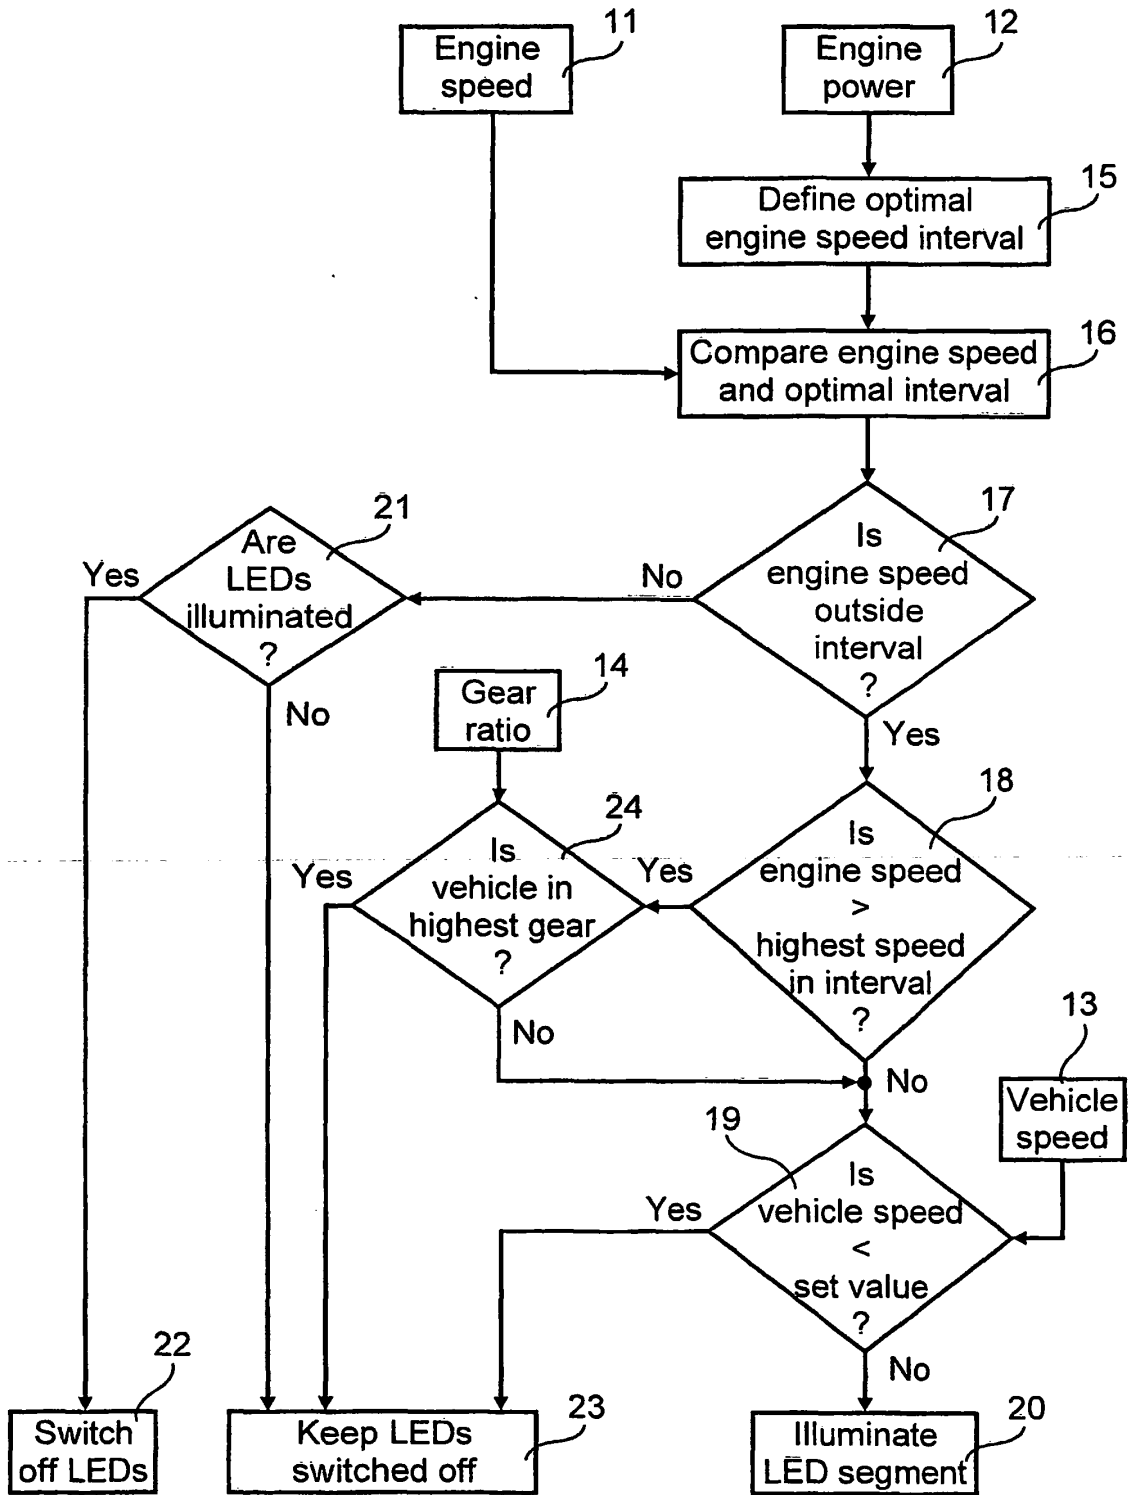 11
Engine
speed
12
Engine
power
15
Define optimal
engine speed interval
16
Compare engine speed
and optimal interval
17
Is
engine speed
outside
interval
?
No
Yes
21
Are
LEDs
illuminated
?
Yes
No
14
Gear
ratio
18
Is
engine speed
>
highest speed
in interval
?
Yes
No
24
Is
vehicle in
highest gear
?
Yes
No
13
Vehicle
speed
19
Is
vehicle speed
<
set value
?
Yes
No
22
Switch
off LEDs
23
Keep LEDs
switched off
20
Illuminate
LED segment